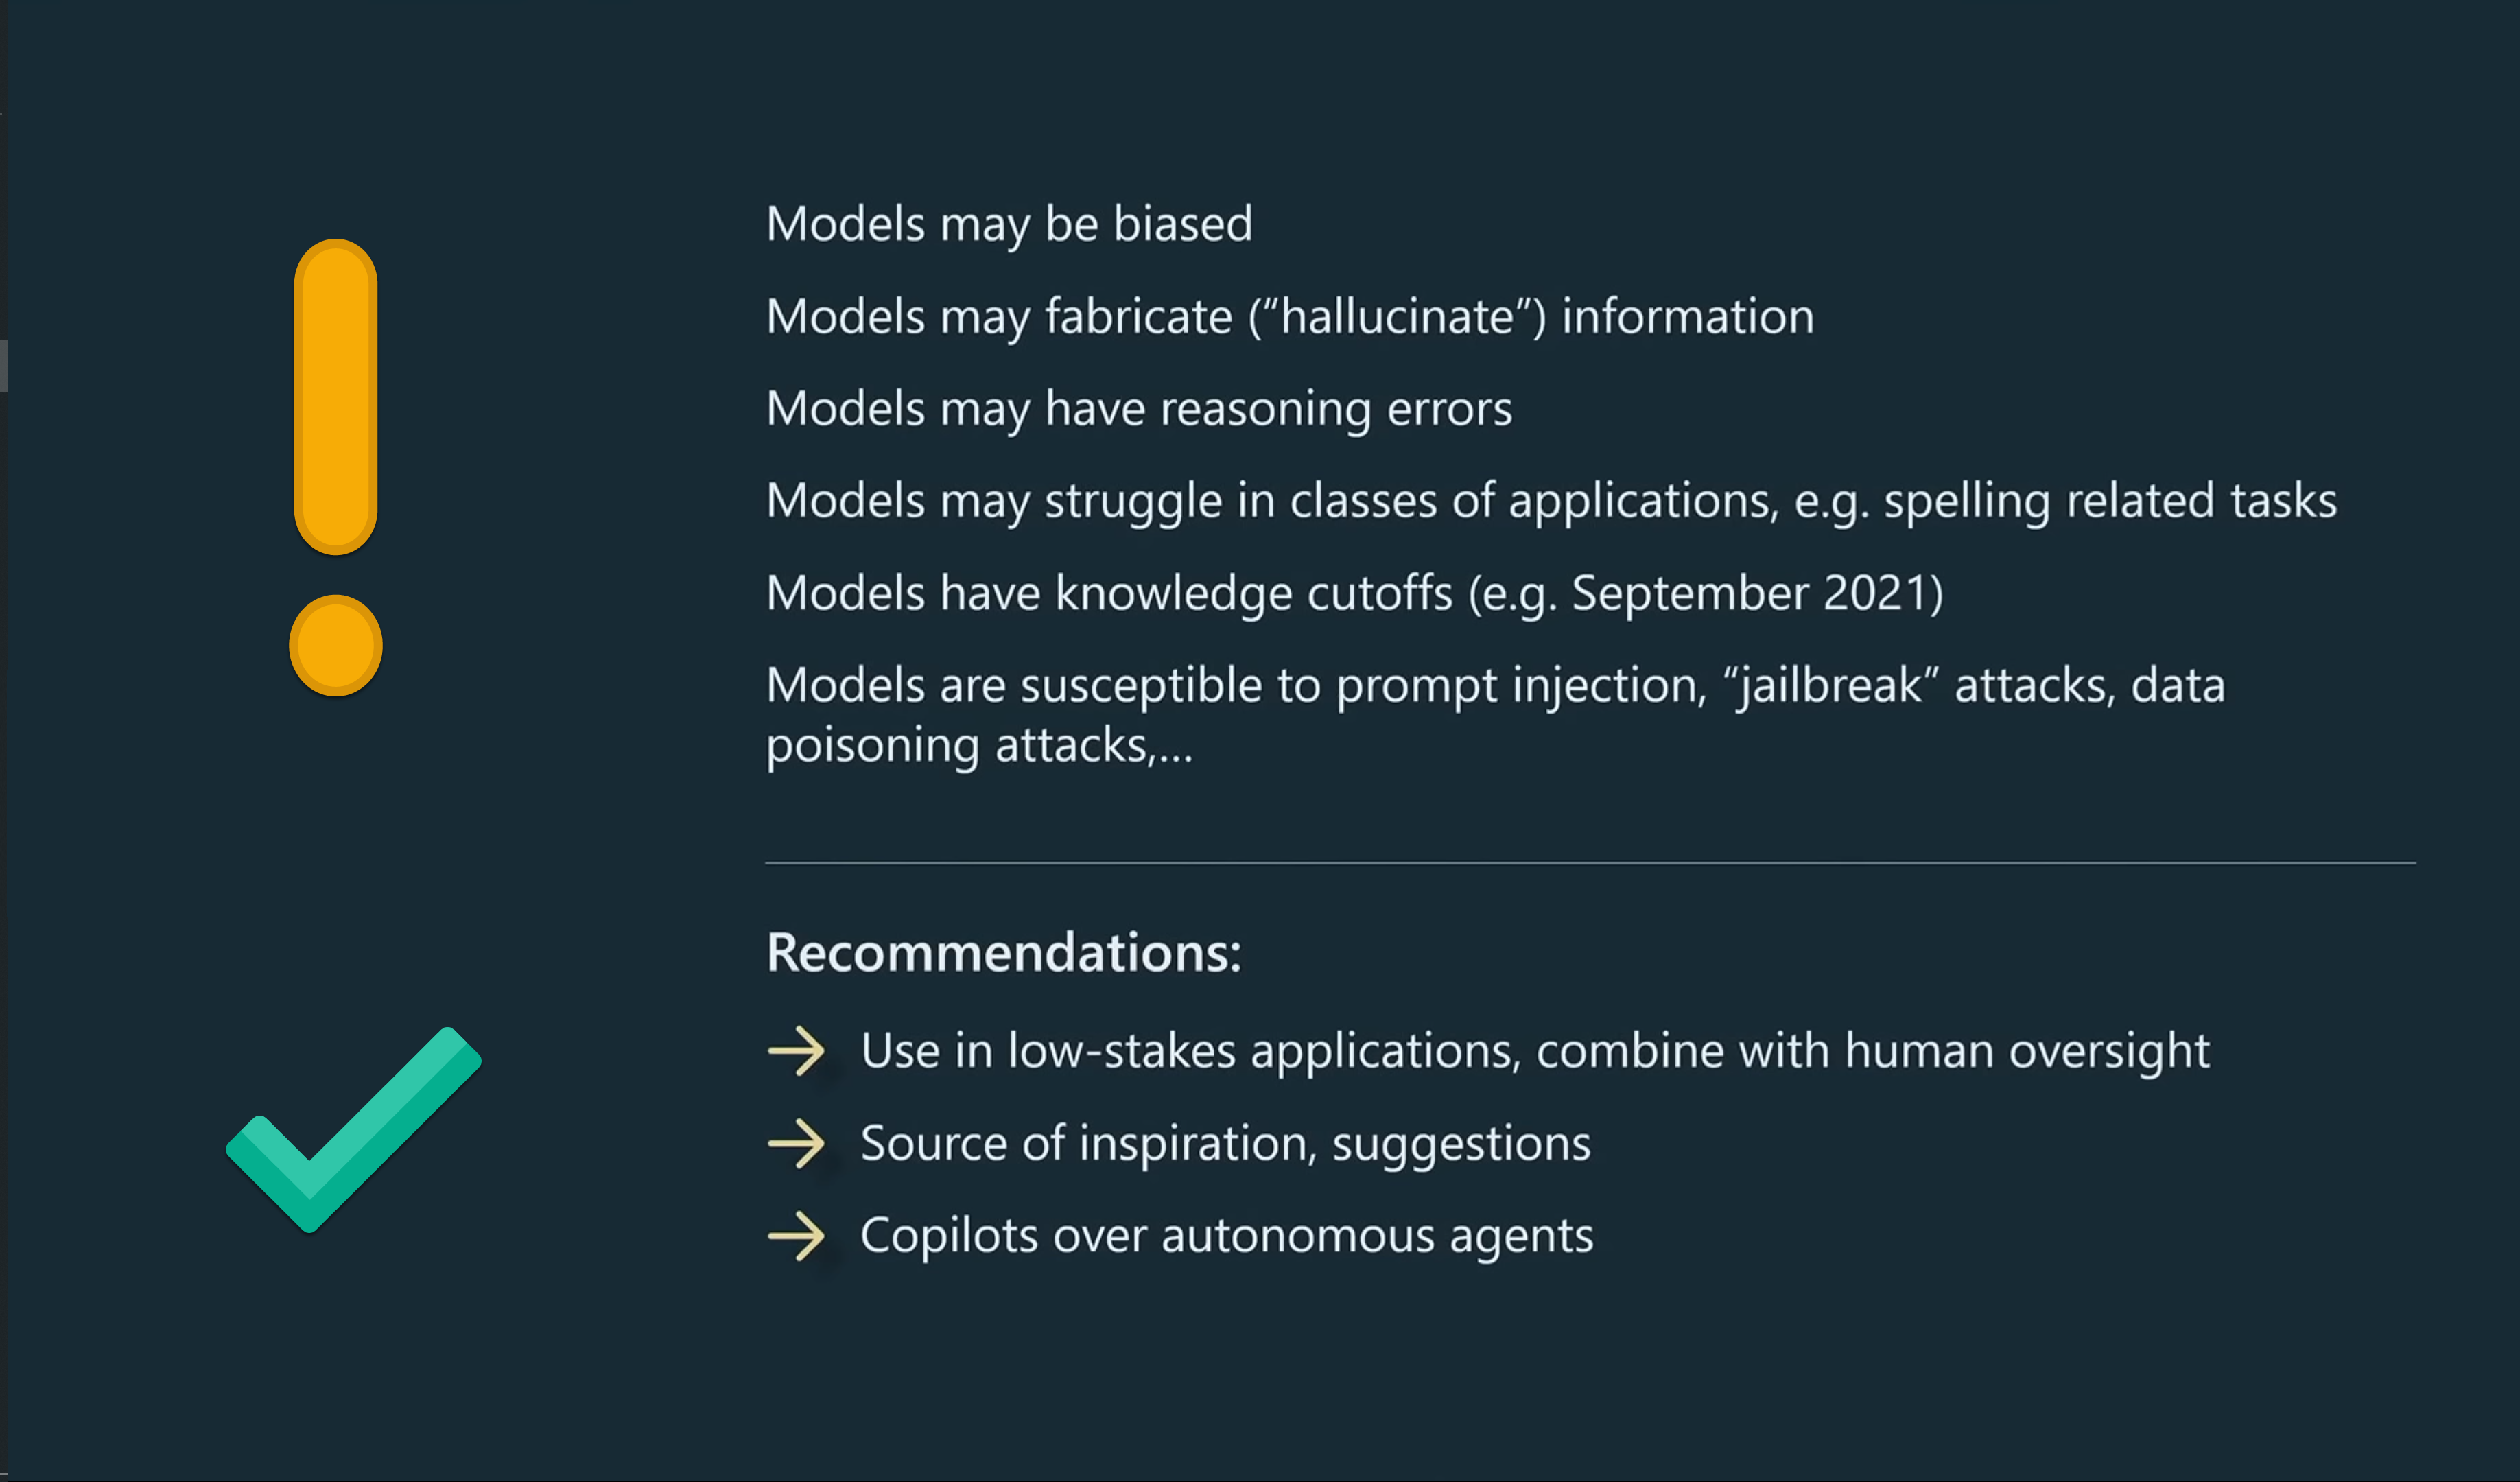 Models may be biased
Models may fabricate (“hallucinate”) information
Models may have reasoning errors
Models may struggle in classes of applications, e.g. spelling related tasks
Models have knowledge cutoffs (e.g. September 2021)
Models are susceptible to prompt injection, “jailbreak” attacks, data
poisoning attacks,…
Recommendations:
→ Use in low-stakes applications, combine with human oversight
→ Source of inspiration, suggestions
→ Copilots over autonomous agents